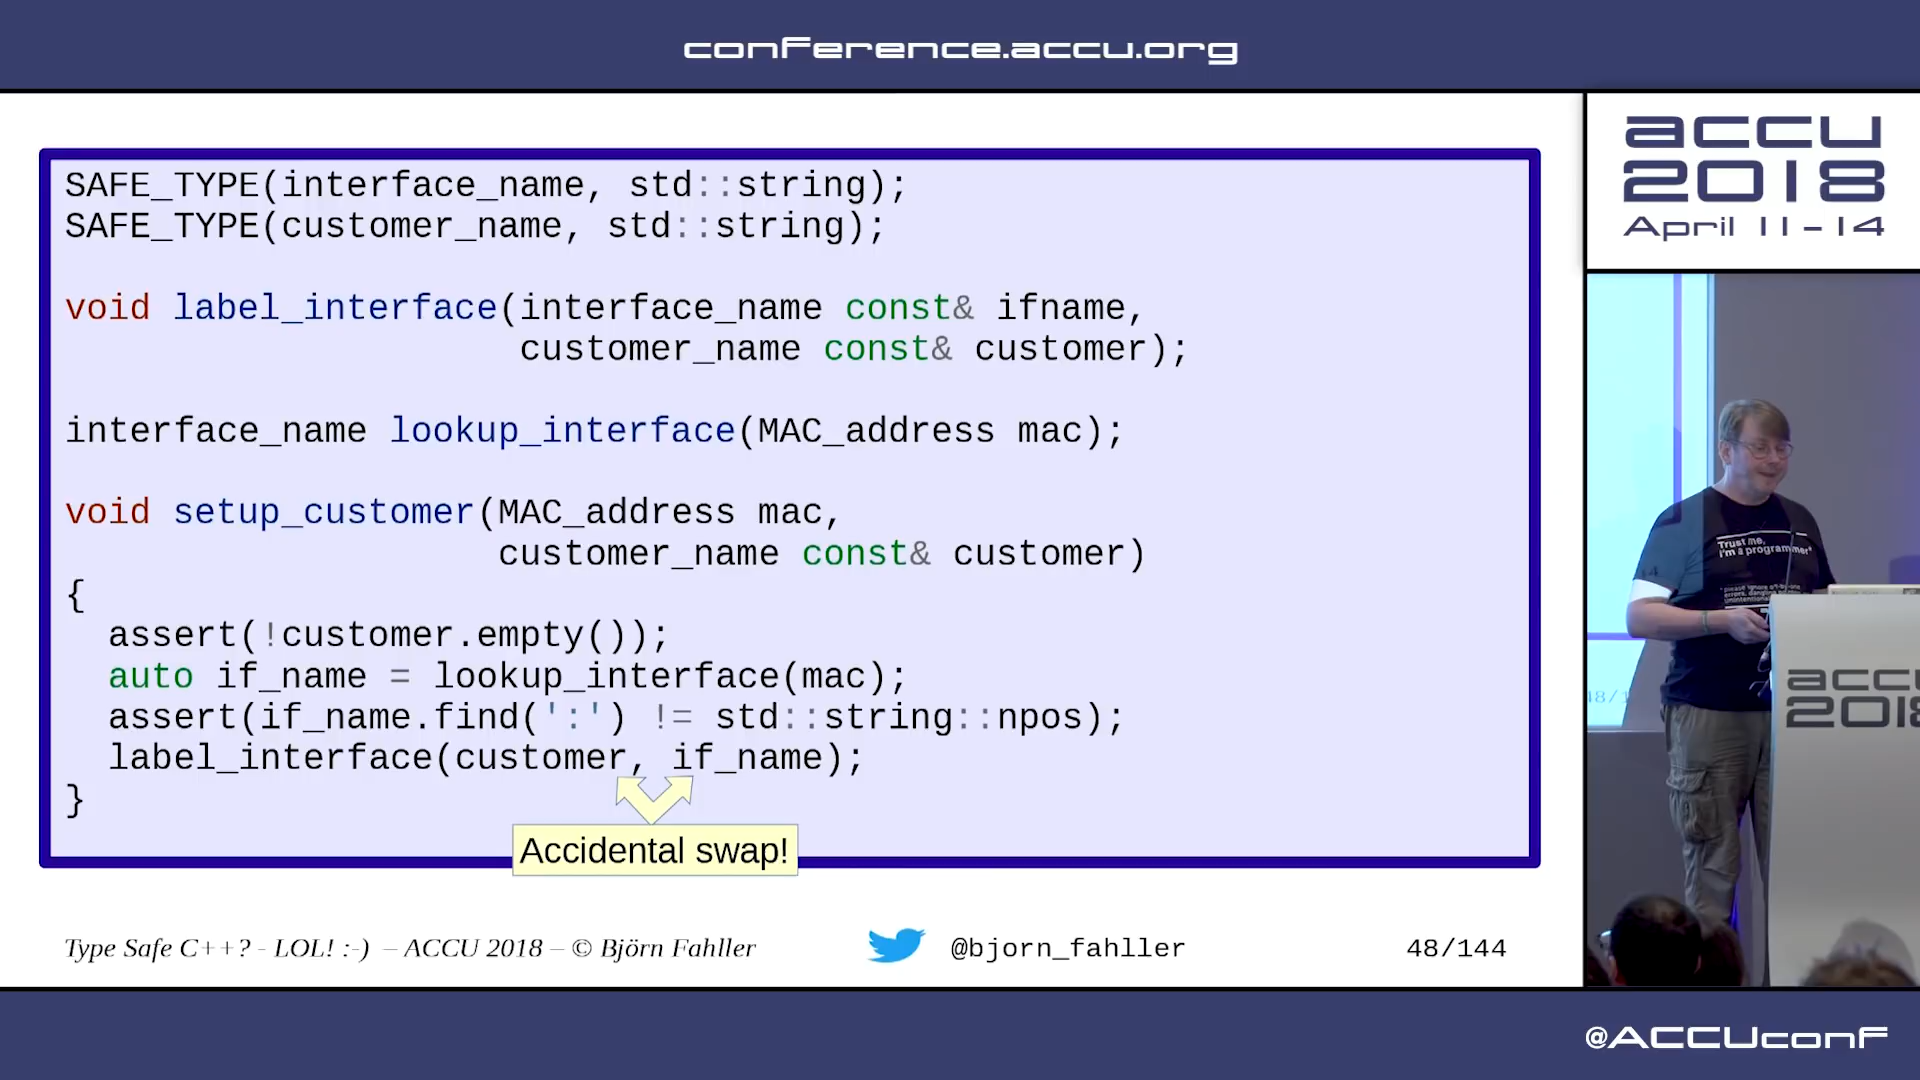 conference.accu.org
accu
2018
April 11-14
SAFE_TYPE(interface_name, std::string);
SAFE_TYPE(customer_name, std::string);
void label_interface(interface_name const& ifname,
customer_name const& customer);
interface_name lookup_interface(MAC_address mac);
void setup_customer(MAC_address mac,
customer_name const& customer)
{
assert(!customer.empty());
auto if_name = lookup_interface(mac);
assert(if_name.find(':') != std::string::npos);
label_interface(customer, if_name);
}
Accidental swap!
Type Safe C++? - LOL! :-) – ACCU 2018 – © Björn Fahller
@bjorn_fahller
48/144
Trust me,
I'm a programmer*
accu
2018
@ACCUconf